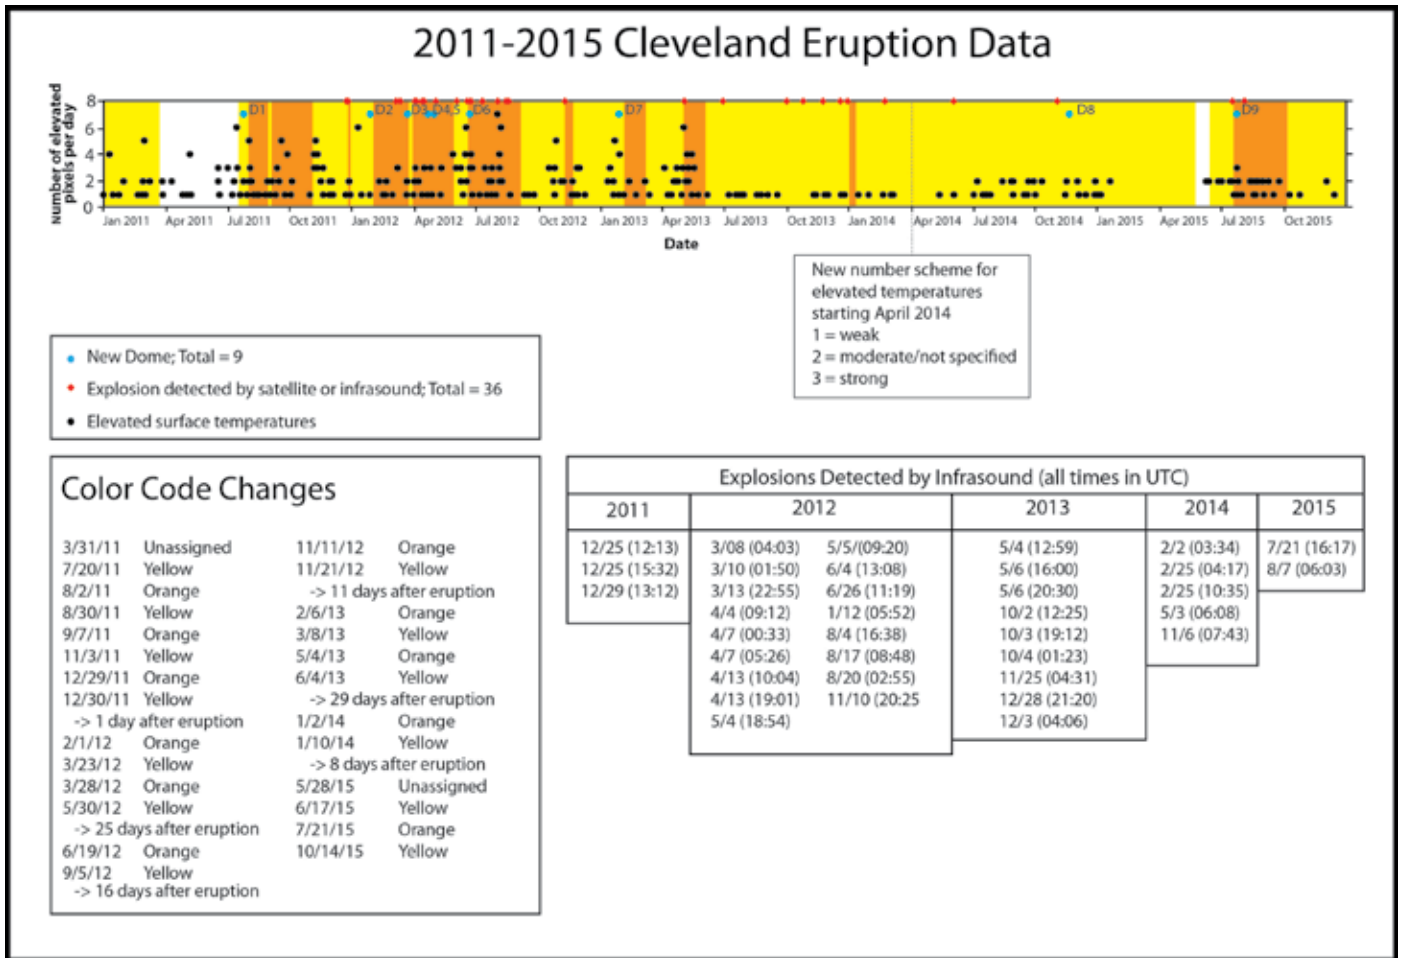 2011-2015 Cleveland Eruption Data
Number of elevated
pixels per day
8
6
4
2
0
D1
D2
D3
D4,5
D6
D7
D8
D9
Jan 2011
Apr 2011
Jul 2011
Oct 2011
Jan 2012
Apr 2012
Jul 2012
Oct 2012
Jan 2013
Apr 2013
Jul 2013
Oct 2013
Jan 2014
Apr 2014
Jul 2014
Oct 2014
Jan 2015
Apr 2015
Jul 2015
Oct 2015
Date
New number scheme for
elevated temperatures
starting April 2014
1 = weak
2 = moderate/not specified
3 = strong
New Dome; Total = 9
Explosion detected by satellite or infrasound; Total = 36
Elevated surface temperatures
Color Code Changes
3/31/11 Unassigned
7/20/11 Yellow
8/2/11 Orange
8/30/11 Yellow
9/7/11 Orange
11/3/11 Yellow
12/29/11 Orange
12/30/11 Yellow
-> 1 day after eruption
2/1/12 Orange
3/23/12 Yellow
3/28/12 Orange
5/30/12 Yellow
-> 25 days after eruption
6/19/12 Orange
9/5/12 Yellow
-> 16 days after eruption
11/11/12 Orange
11/21/12 Yellow
-> 11 days after eruption
2/6/13 Orange
3/8/13 Yellow
5/4/13 Orange
6/4/13 Yellow
-> 29 days after eruption
1/2/14 Orange
1/10/14 Yellow
-> 8 days after eruption
5/28/15 Unassigned
6/17/15 Yellow
7/21/15 Orange
10/14/15 Yellow
Explosions Detected by Infrasound (all times in UTC)
2011
12/25 (12:13)
12/25 (15:32)
12/29 (13:12)
2012
3/08 (04:03)
3/10 (01:50)
3/13 (22:55)
4/4 (09:12)
4/7 (00:33)
4/7 (05:26)
4/13 (10:04)
4/13 (19:01)
5/4 (18:54)
5/5/(09:20)
6/4 (13:08)
6/26 (11:19)
1/12 (05:52)
8/4 (16:38)
8/17 (08:48)
8/20 (02:55)
11/10 (20:25
2013
5/4 (12:59)
5/6 (16:00)
5/6 (20:30)
10/2 (12:25)
10/3 (19:12)
10/4 (01:23)
11/25 (04:31)
12/28 (21:20)
12/3 (04:06)
2014
2/2 (03:34)
2/25 (04:17)
2/25 (10:35)
5/3 (06:08)
11/6 (07:43)
2015
7/21 (16:17)
8/7 (06:03)